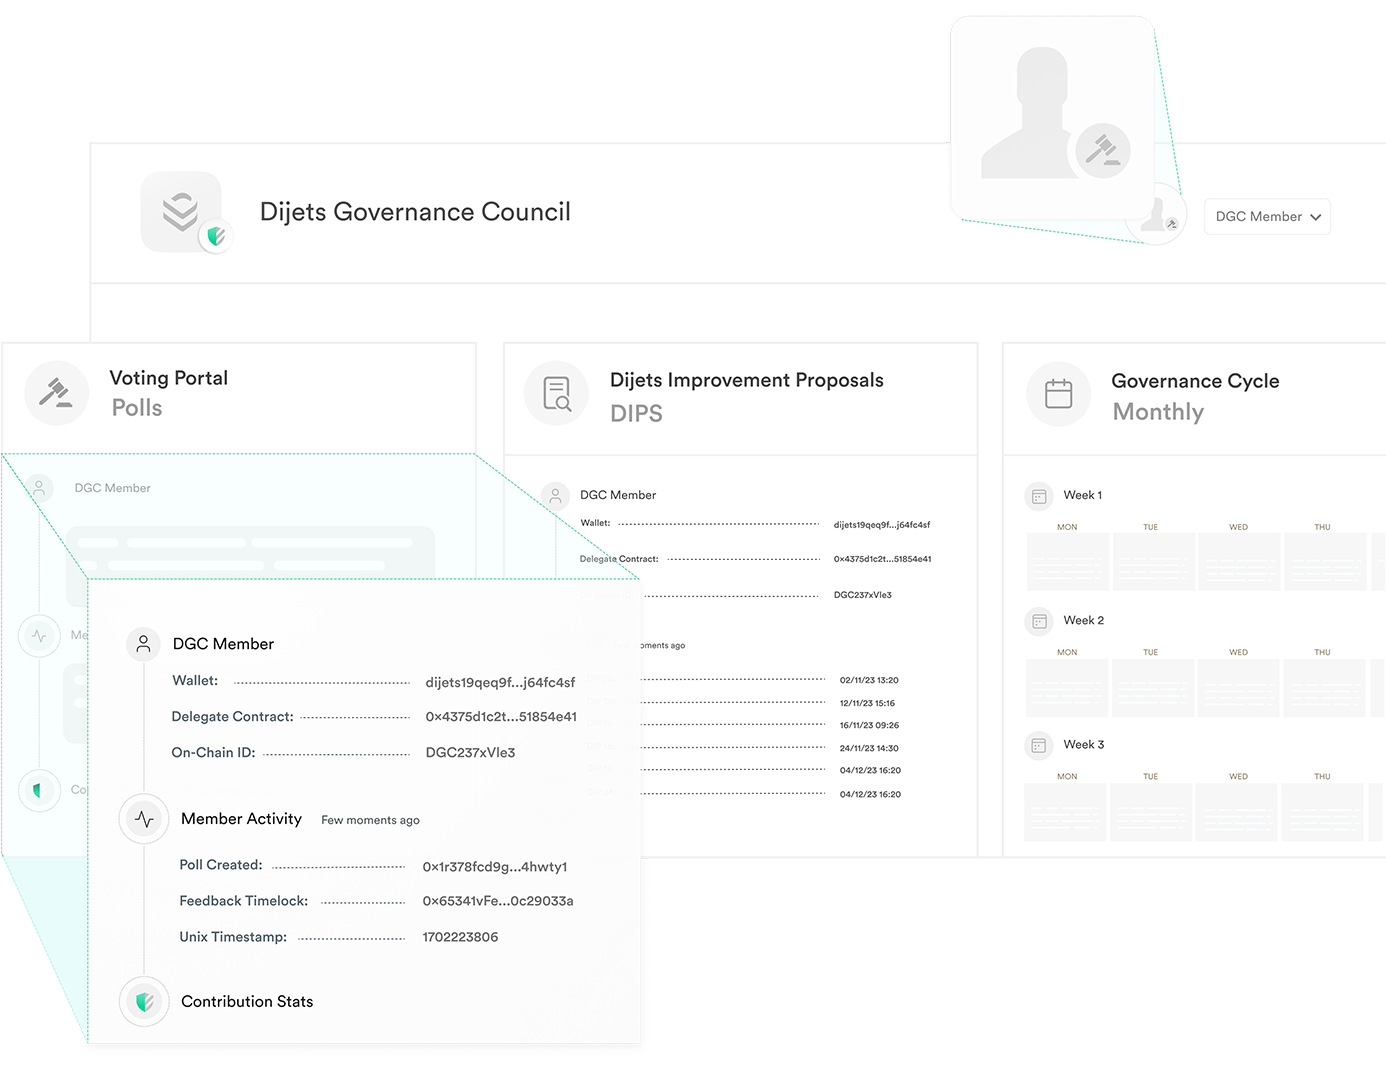 Dijets Governance Council
DGC Member
Voting Portal
Polls
DGC Member
Me
Co
DGC Member
Wallet: dijets19qeq9f...j64fc4sf
Delegate Contract: 0x4375d1c2t...51854e41
On-Chain ID: DGC237xVle3
Member Activity Few moments ago
Poll Created: 0x1r378fcd9g...4hwty1
Feedback Timelock: 0x65341vFe...0c29033a
Unix Timestamp: 1702223806
Contribution Stats
Dijets Improvement Proposals
DIPS
DGC Member
Wallet: dijets19qeq9f...j64fc4sf
Delegate Contract: 0x4375d1c2t...51854e41
DGC237xVle3
moments ago
02/11/23 13:20
12/11/23 15:16
16/11/23 09:26
24/11/23 14:30
04/12/23 16:20
04/12/23 16:20
Governance Cycle
Monthly
Week 1
MON TUE WED THU
Week 2
MON TUE WED THU
Week 3
MON TUE WED THU